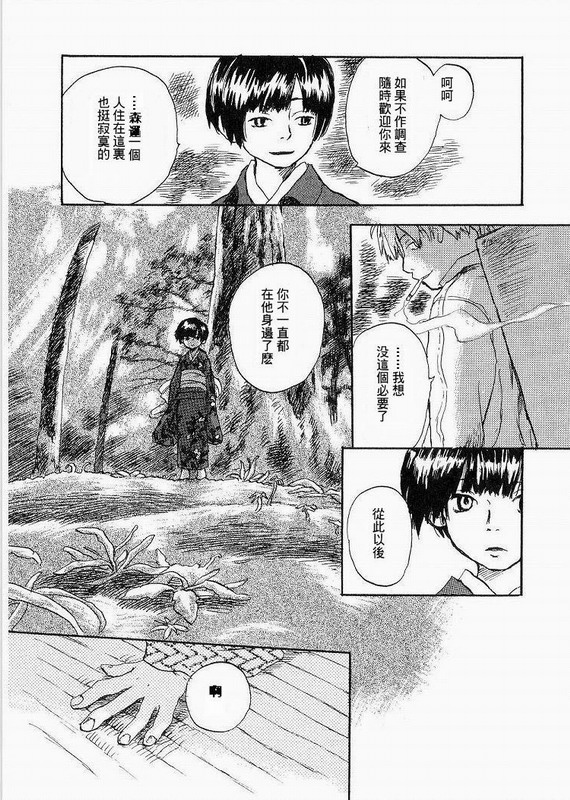 呵呵
如果不作調查
隨時歡迎你來
……森邏一個
人住在這裏
也挺寂寞的
……我想
没這個必要了
你不一直都
在他身邊了麼
從此以後
啊